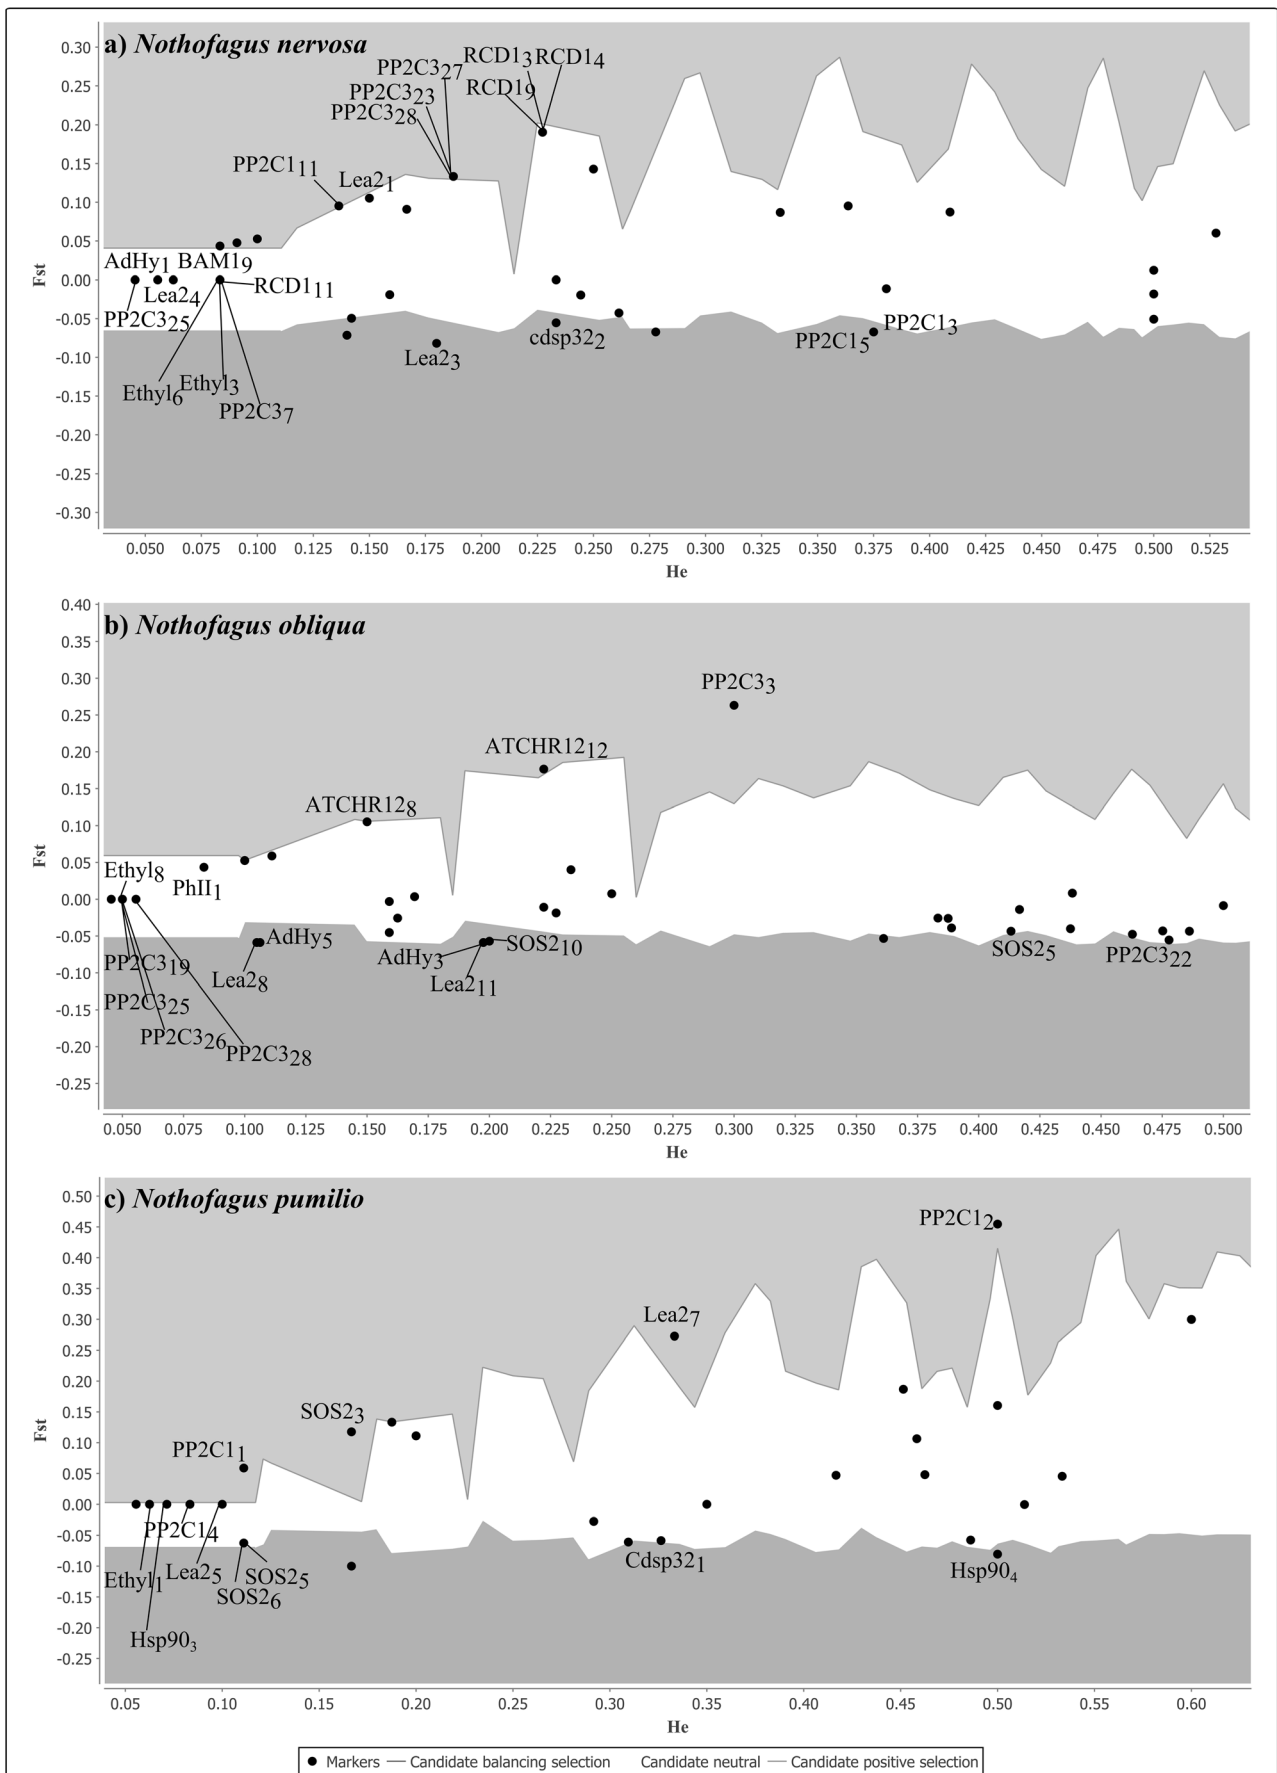 a) Nothofagus nervosa
0.30
0.25
0.20
0.15
0.10
0.05
0.00
-0.05
-0.10
-0.15
-0.20
-0.25
-0.30
Fst
RCD13 RCD14
PP2C327
RCD19
PP2C323
PP2C328
PP2C111
Lea21
AdHy1 BAM19
Lea24
RCD111
PP2C325
cdsp322
PP2C13
PP2C15
Lea23
Ethyl6
Ethyl3
PP2C37
0.050 0.075 0.100 0.125 0.150 0.175 0.200 0.225 0.250 0.275 0.300 0.325 0.350 0.375 0.400 0.425 0.450 0.475 0.500 0.525
He
b) Nothofagus obliqua
0.40
0.35
0.30
0.25
0.20
0.15
0.10
0.05
0.00
-0.05
-0.10
-0.15
-0.20
-0.25
Fst
PP2C33
ATCHR1212
ATCHR128
Ethyl8
PhII1
AdHy5
SOS210
SOS25
PP2C322
PP2C319
AdHy3
Lea28
Lea211
PP2C325
PP2C326
PP2C328
0.050 0.075 0.100 0.125 0.150 0.175 0.200 0.225 0.250 0.275 0.300 0.325 0.350 0.375 0.400 0.425 0.450 0.475 0.500
He
c) Nothofagus pumilio
0.50
0.45
0.40
0.35
0.30
0.25
0.20
0.15
0.10
0.05
0.00
-0.05
-0.10
-0.15
-0.20
-0.25
Fst
PP2C12
Lea27
SOS23
PP2C11
PP2C14
Cdsp321
Lea25
Hsp904
Ethyl1
SOS25
SOS26
Hsp903
0.05 0.10 0.15 0.20 0.25 0.30 0.35 0.40 0.45 0.50 0.55 0.60
He
Markers Candidate balancing selection Candidate neutral Candidate positive selection